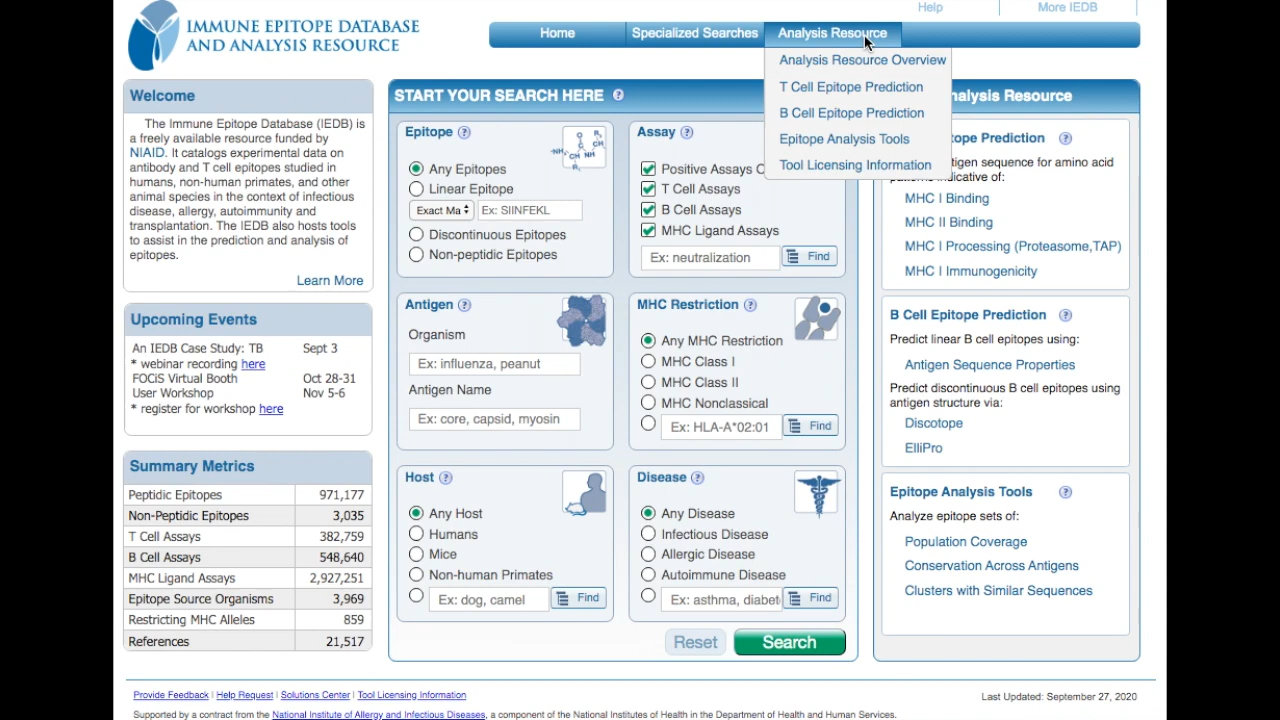 IMMUNE EPITOPE DATABASE
AND ANALYSIS RESOURCE
Help
More IEDB
Home
Specialized Searches
Analysis Resource
Analysis Resource Overview
T Cell Epitope Prediction
B Cell Epitope Prediction
Epitope Analysis Tools
Tool Licensing Information
Welcome
The Immune Epitope Database (IEDB) is
a freely available resource funded by
NIAID. It catalogs experimental data on
antibody and T cell epitopes studied in
humans, non-human primates, and other
animal species in the context of infectious
disease, allergy, autoimmunity and
transplantation. The IEDB also hosts tools
to assist in the prediction and analysis of
epitopes.
Learn More
Upcoming Events
An IEDB Case Study: TB Sept 3
* webinar recording here
FOCiS Virtual Booth Oct 28-31
User Workshop Nov 5-6
* register for workshop here
Summary Metrics
Peptidic Epitopes 971,177
Non-Peptidic Epitopes 3,035
T Cell Assays 382,759
B Cell Assays 548,640
MHC Ligand Assays 2,927,251
Epitope Source Organisms 3,969
Restricting MHC Alleles 859
References 21,517
START YOUR SEARCH HERE ?
Epitope ?
Any Epitopes
Linear Epitope
Exact Ma Ex: SIINFEKL
Discontinuous Epitopes
Non-peptidic Epitopes
Assay ?
Positive Assays O
T Cell Assays
B Cell Assays
MHC Ligand Assays
Ex: neutralization Find
Antigen ?
Organism
Ex: influenza, peanut
Antigen Name
Ex: core, capsid, myosin
MHC Restriction ?
Any MHC Restriction
MHC Class I
MHC Class II
MHC Nonclassical
Ex: HLA-A*02:01 Find
Host ?
Any Host
Humans
Mice
Non-human Primates
Ex: dog, camel Find
Disease ?
Any Disease
Infectious Disease
Allergic Disease
Autoimmune Disease
Ex: asthma, diabet Find
Reset Search
nalysis Resource
tope Prediction ?
tigen sequence for amino acid
indicative of:
MHC I Binding
MHC II Binding
MHC I Processing (Proteasome,TAP)
MHC I Immunogenicity
B Cell Epitope Prediction ?
Predict linear B cell epitopes using:
Antigen Sequence Properties
Predict discontinuous B cell epitopes using
antigen structure via:
Discotope
ElliPro
Epitope Analysis Tools ?
Analyze epitope sets of:
Population Coverage
Conservation Across Antigens
Clusters with Similar Sequences
Provide Feedback | Help Request | Solutions Center | Tool Licensing Information
Last Updated: September 27, 2020
Supported by a contract from the National Institute of Allergy and Infectious Diseases, a component of the National Institutes of Health in the Department of Health and Human Services.